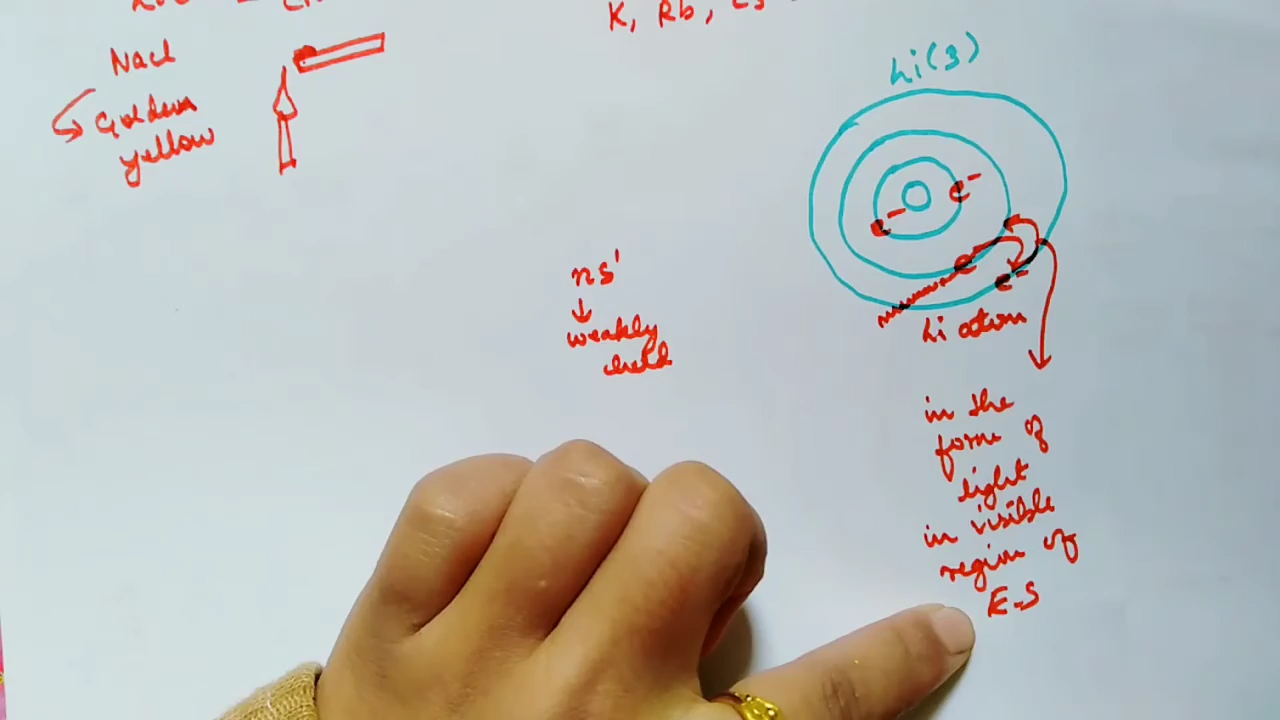 K, Rb, Cs
Nacl
Golden
yellow
Li(3)
e-
e-
e-
e-
Li atom
ns'
weakly
held
in the
form of
light
in visible
region of
E-S